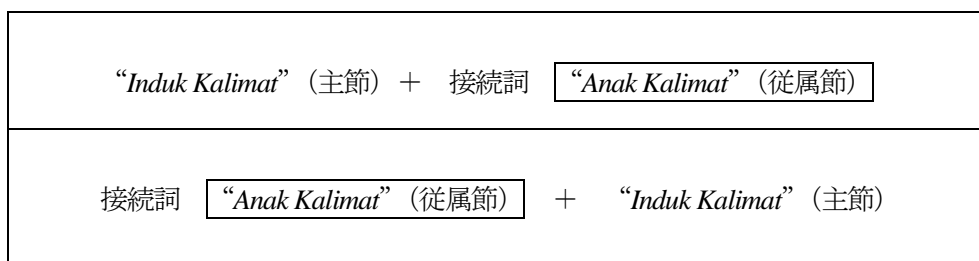 “Induk Kalimat”(主節)＋ 接続詞 “Anak Kalimat”(従属節)
接続詞 “Anak Kalimat”(従属節) ＋ “Induk Kalimat”(主節)